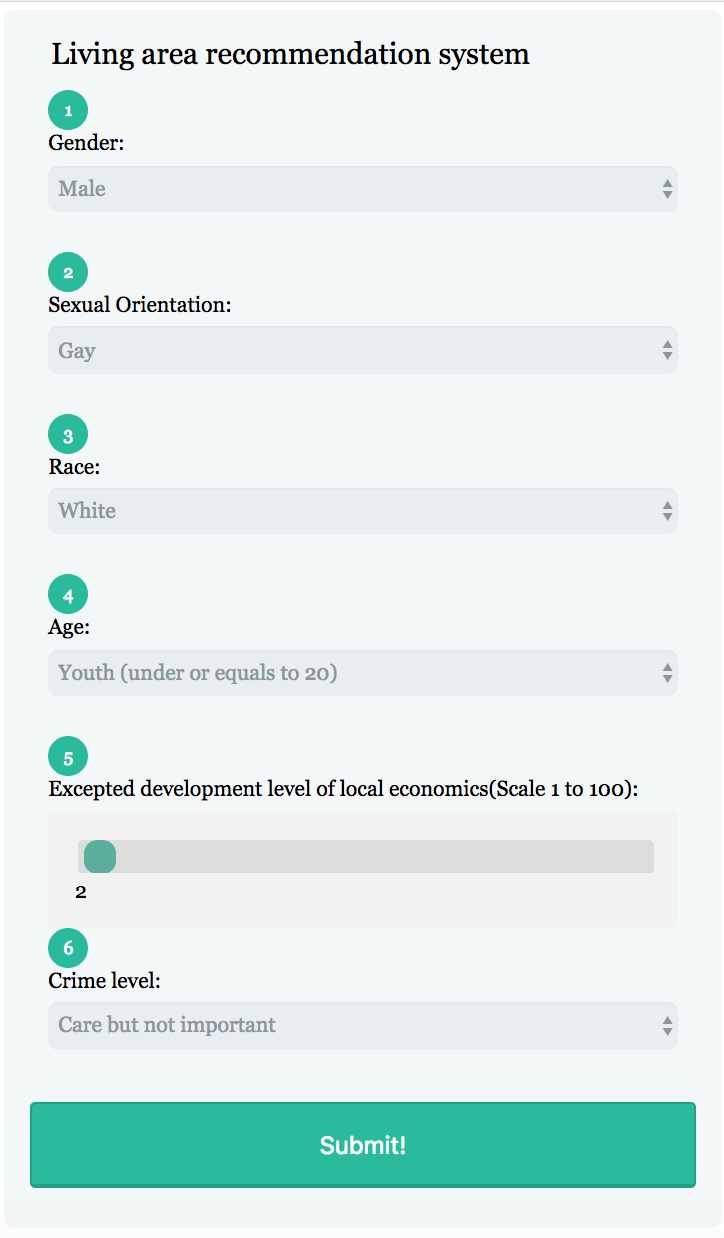 Living area recommendation system
1
Gender:
Male
2
Sexual Orientation:
Gay
3
Race:
White
4
Age:
Youth (under or equals to 20)
5
Excepted development level of local economics(Scale 1 to 100):
2
6
Crime level:
Care but not important
Submit!